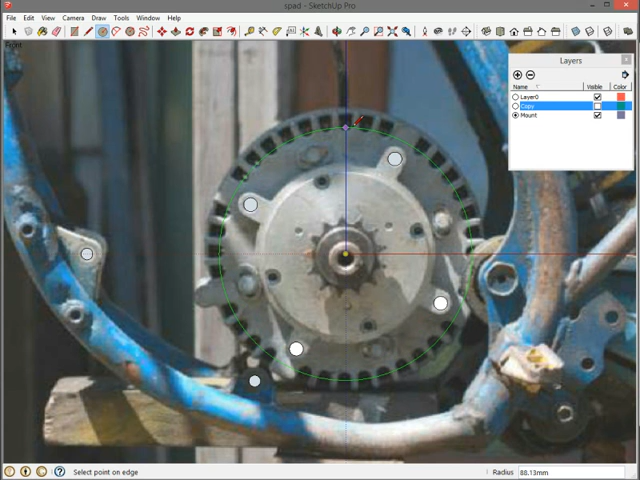 spad - SketchUp Pro
File Edit View Camera Draw Tools Window Help
Front
Layers
Name Visible Color
Layer0
Copy
Mount
Select point on edge
Radius 88.13mm